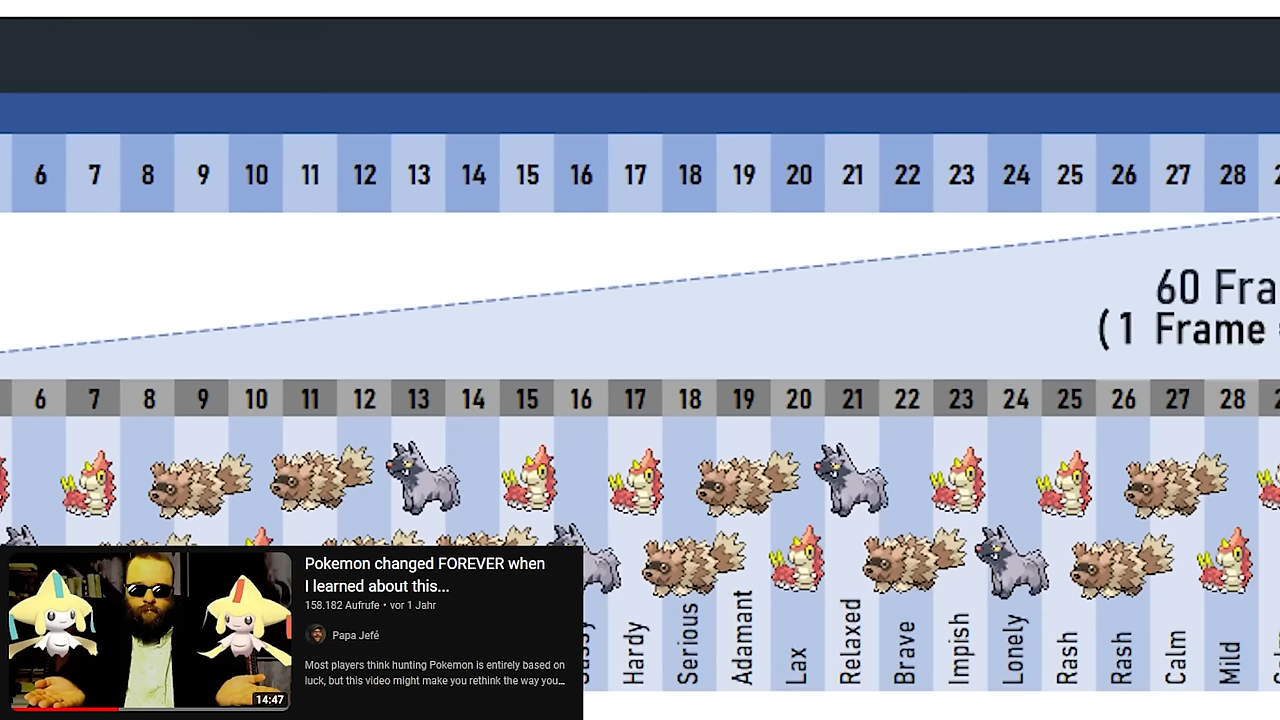 6 7 8 9 10 11 12 13 14 15 16 17 18 19 20 21 22 23 24 25 26 27 28
60 Fra
(1 Frame
6 7 8 9 10 11 12 13 14 15 16 17 18 19 20 21 22 23 24 25 26 27 28
Hardy Serious Adamant Lax Relaxed Brave Impish Lonely Rash Rash Calm Mild
Pokemon changed FOREVER when
I learned about this...
158.182 Aufrufe • vor 1 Jahr
Papa Jefé
Most players think hunting Pokemon is entirely based on
luck, but this video might make you rethink the way you...
14:47